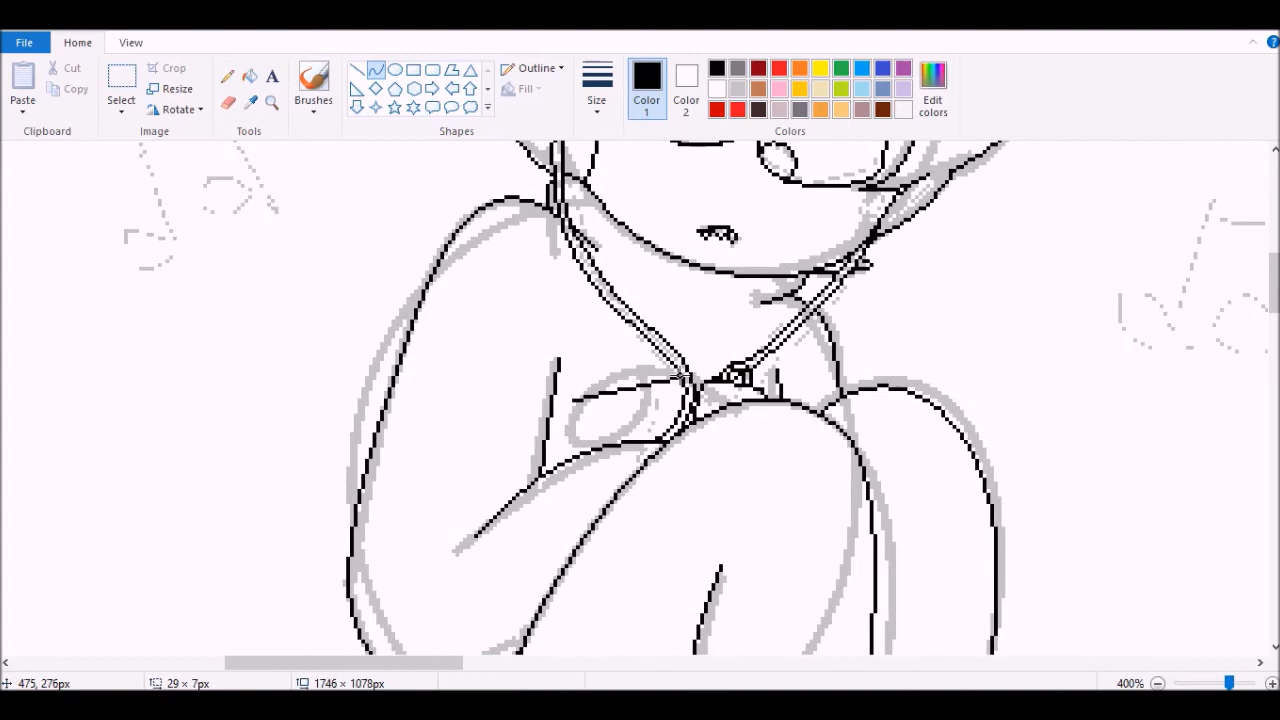 File Home View
Paste Cut Copy Clipboard
Select Crop Resize Rotate Image
Tools
Brushes
Outline Fill Shapes
Size
Color 1
Color 2
Edit colors
Colors
475, 276px 29 × 7px 1746 × 1078px 400%